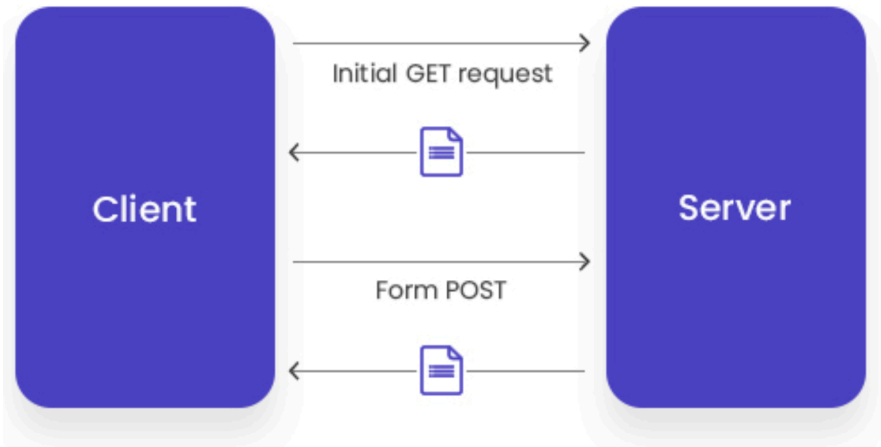 Initial GET request
Client
Server
Form POST